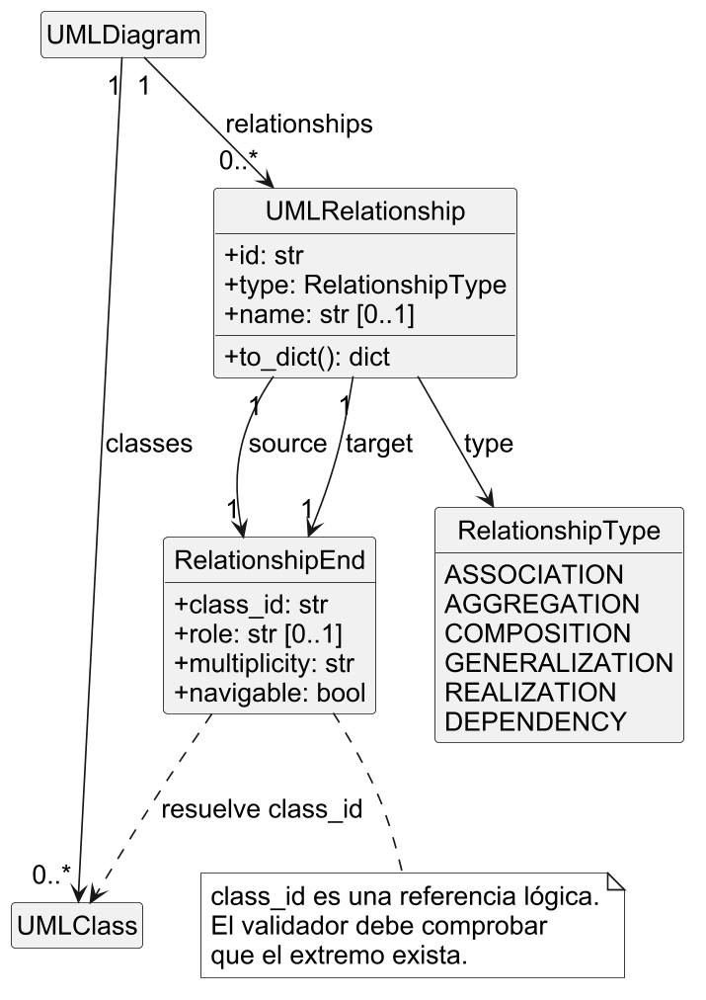 UMLDiagram
1
1
relationships
0..*
UMLRelationship
+id: str
+type: RelationshipType
+name: str [0..1]
+to_dict(): dict
1
1
classes
source
target
type
1
1
RelationshipType
ASSOCIATION
AGGREGATION
COMPOSITION
GENERALIZATION
REALIZATION
DEPENDENCY
RelationshipEnd
+class_id: str
+role: str [0..1]
+multiplicity: str
+navigable: bool
resuelve class_id
0..*
UMLClass
class_id es una referencia lógica.
El validador debe comprobar
que el extremo exista.